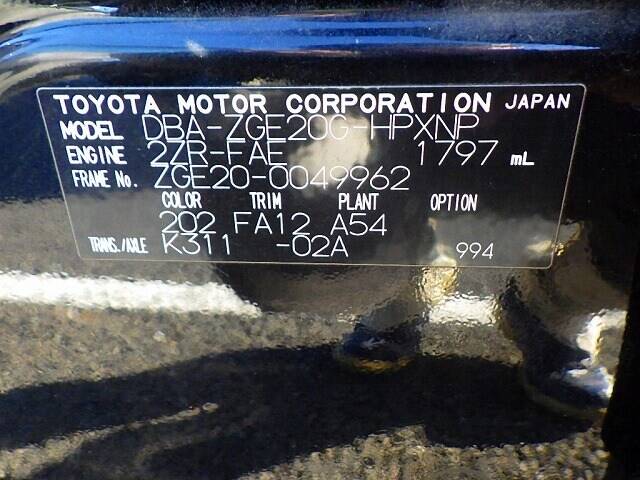 TOYOTA MOTOR CORPORATION JAPAN
MODEL DBA-ZGE20G-HPXNP
ENGINE 2ZR-FAE 1797 mL
FRAME No. ZGE20-0049962
COLOR TRIM PLANT OPTION
202 FA12 A54
TRANS./AXLE K311 -02A 994